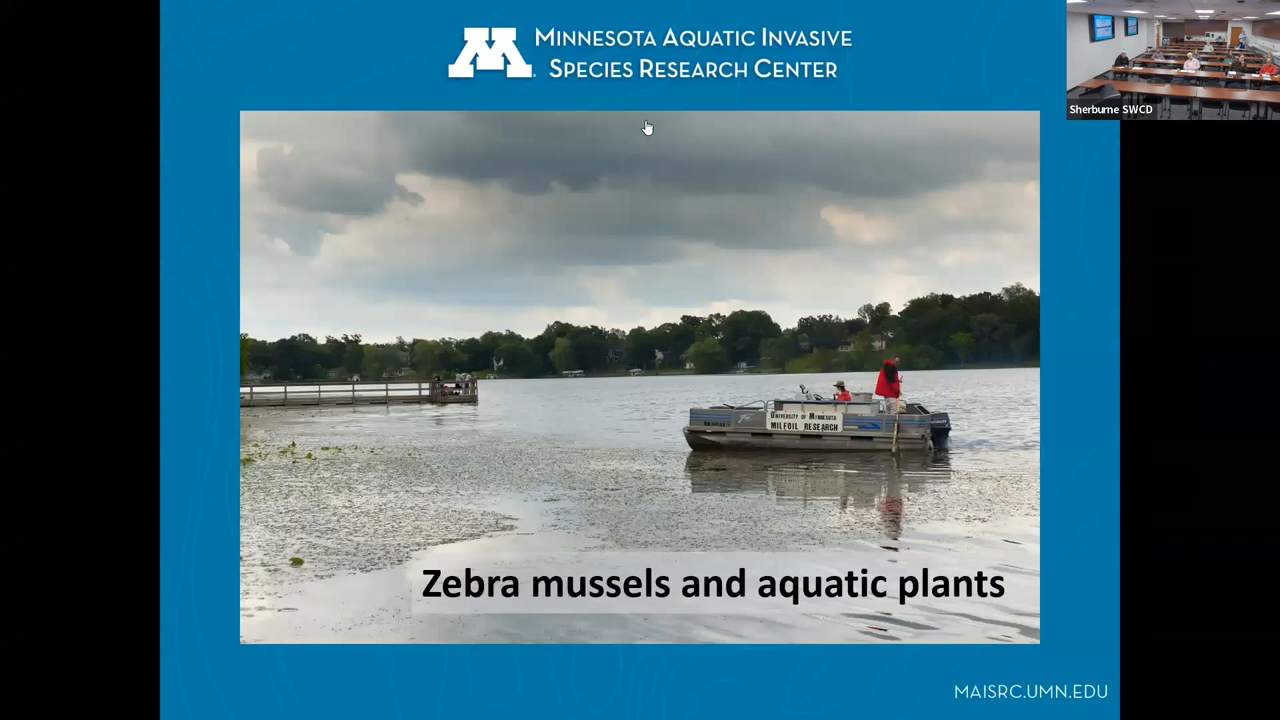 MINNESOTA AQUATIC INVASIVE
SPECIES RESEARCH CENTER
Sherburne SWCD
UNIVERSITY OF MINNESOTA
MILFOIL RESEARCH
Zebra mussels and aquatic plants
MAISRC.UMN.EDU